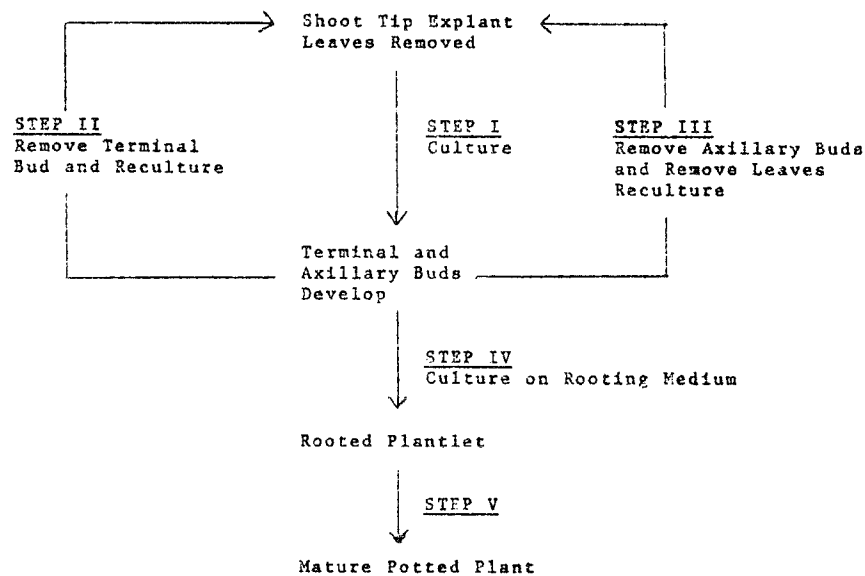 Shoot Tip Explant
Leaves Removed
STEP II
Remove Terminal
Bud and Reculture
STEP I
Culture
STEP III
Remove Axillary Buds
and Remove Leaves
Reculture
Terminal and
Axillary Buds
Develop
STEP IV
Culture on Rooting Medium
Rooted Plantlet
STEP V
Mature Potted Plant